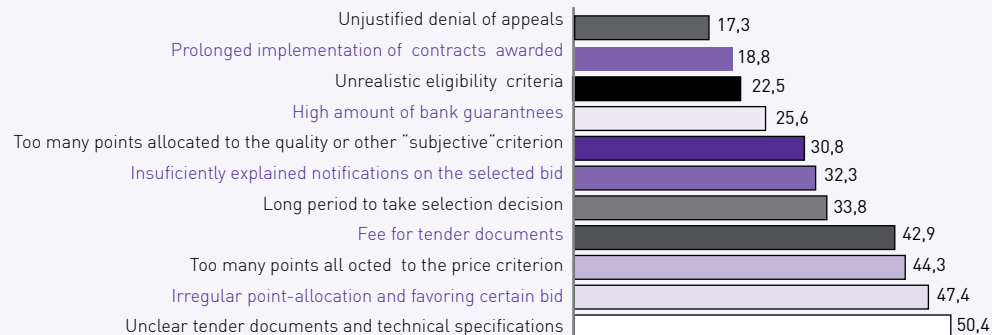 Unjustified denial of appeals 17,3
Prolonged implementation of contracts awarded 18,8
Unrealistic eligibility criteria 22,5
High amount of bank guarantnees 25,6
Too many points allocated to the quality or other "subjective"criterion 30,8
Insuficiently explained notifications on the selected bid 32,3
Long period to take selection decision 33,8
Fee for tender documents 42,9
Too many points all octed to the price criterion 44,3
Irregular point-allocation and favoring certain bid 47,4
Unclear tender documents and technical specifications 50,4